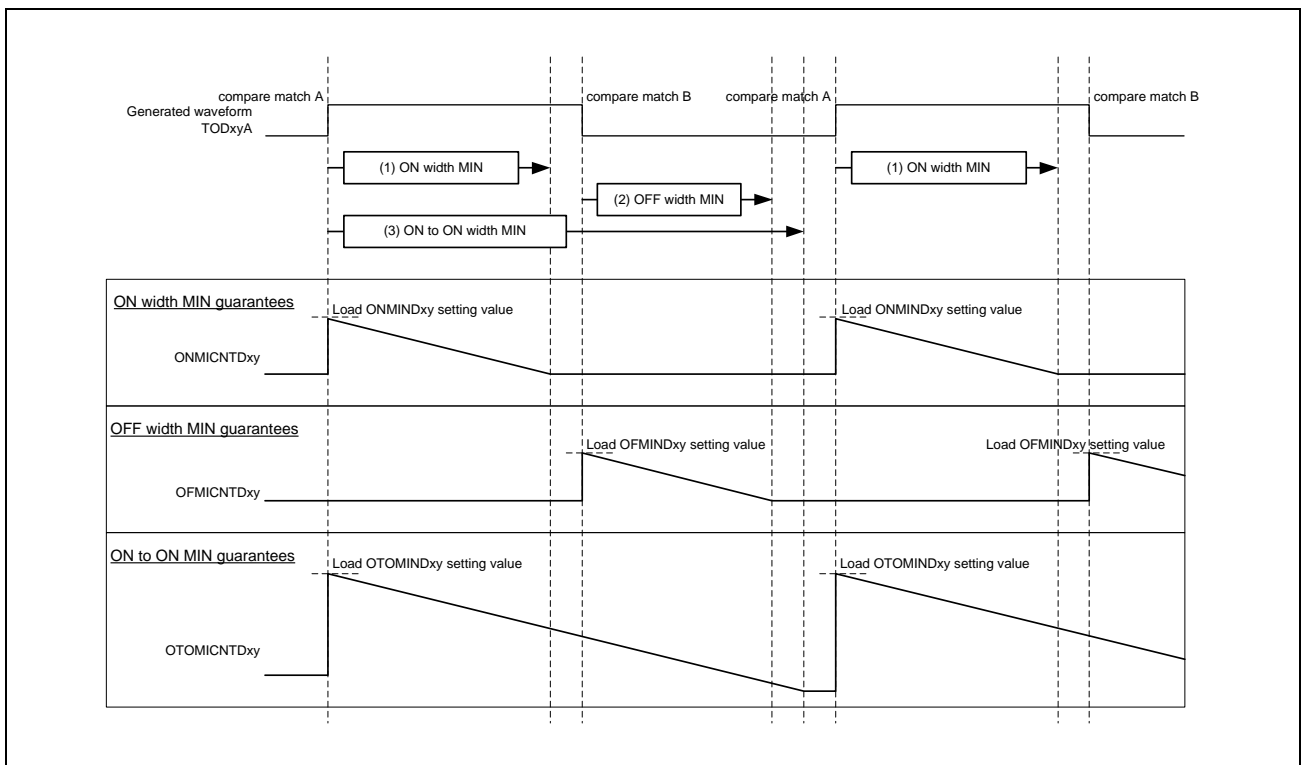 compare match A
compare match B
compare match A
compare match B
Generated waveform
TODxyA
(1) ON width MIN
(1) ON width MIN
(2) OFF width MIN
(3) ON to ON width MIN
ON width MIN guarantees
Load ONMINDxy setting value
Load ONMINDxy setting value
ONMICNTDxy
OFF width MIN guarantees
Load OFMINDxy setting value
Load OFMINDxy setting value
OFMICNTDxy
ON to ON MIN guarantees
Load OTOMINDxy setting value
Load OTOMINDxy setting value
OTOMICNTDxy